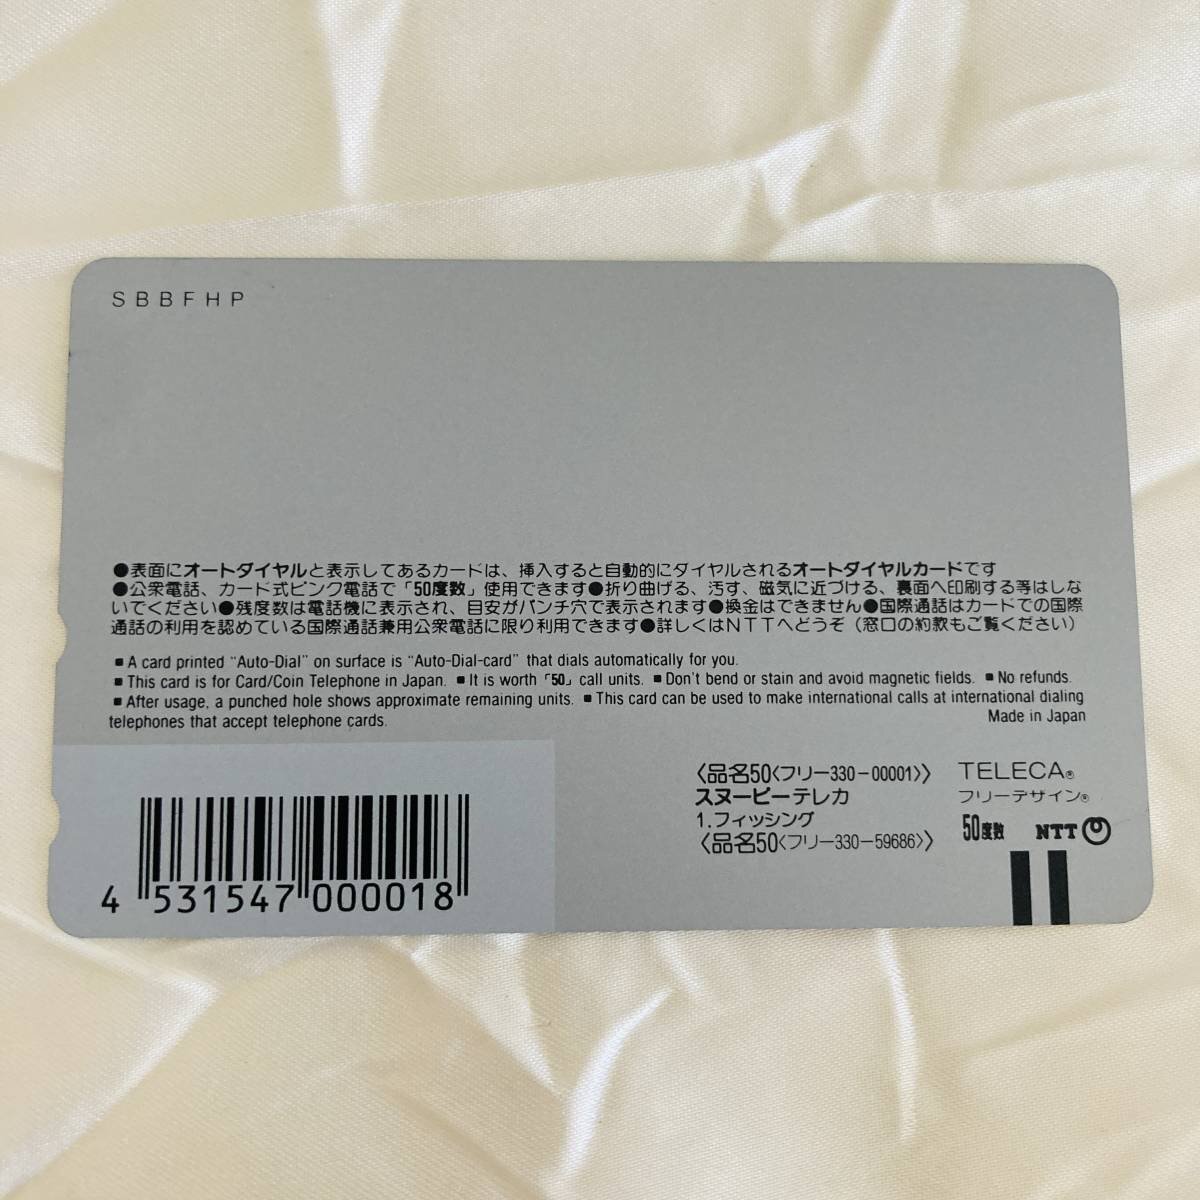 SBBFHP
●表面にオートダイヤルと表示してあるカードは、挿入すると自動的にダイヤルされるオートダイヤルカードです
●公衆電話、カード式ピンク電話で「50度数」使用できます●折り曲げる、汚す、磁気に近づける、裏面へ印刷する等はしな
いでください●残度数は電話機に表示され、目安がパンチ穴で表示されます●換金はできません●国際通話はカードでの国際
通話の利用を認めている国際通話兼用公衆電話に限り利用できます●詳しくはNTTへどうぞ（窓口の約款もご覧ください）
■ A card printed “Auto-Dial” on surface is “Auto-Dial-card” that dials automatically for you.
■ This card is for Card/Coin Telephone in Japan. ■ It is worth「50」call units. ■ Don't bend or stain and avoid magnetic fields. ■ No refunds.
■ After usage, a punched hole shows approximate remaining units. ■ This card can be used to make international calls at international dialing
telephones that accept telephone cards.
Made in Japan
〈品名50〈フリー330-00001〉〉
スヌーピーテレカ
1.フィッシング
〈品名50〈フリー330-59686〉〉
TELECA®
フリーデザイン®
50度数 NTT
4 531547 000018